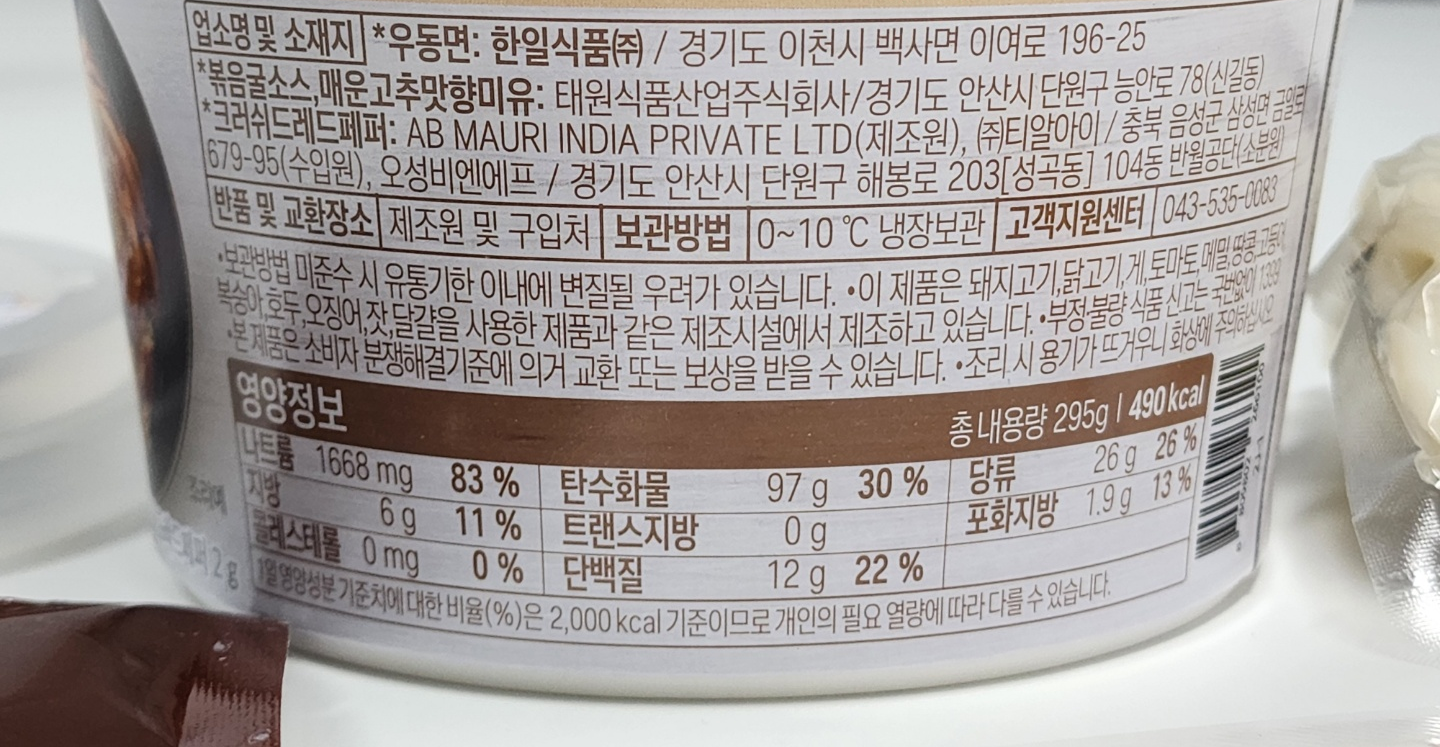 업소명 및 소재지 *우동면: 한일식품㈜ / 경기도 이천시 백사면 이여로 196-25
*볶음굴소스,매운고추맛향미유: 태원식품산업주식회사/경기도 안산시 단원구 능안로 78(신길동)
*크러쉬드레드페퍼: AB MAURI INDIA PRIVATE LTD(제조원), ㈜티알아이 / 충북 음성군 삼성면 금일로
679-95(수입원), 오성비엔에프 / 경기도 안산시 단원구 해봉로 203[성곡동] 104동 반월공단(소분원)
반품 및 교환장소 제조원 및 구입처 보관방법 0~10℃ 냉장보관 고객지원센터 043-535-0083
•보관방법 미준수 시 유통기한 이내에 변질될 우려가 있습니다. •이 제품은 돼지고기,닭고기,게,토마토,메밀,땅콩,고등어,
복숭아,호두,오징어,잣,달걀을 사용한 제품과 같은 제조시설에서 제조하고 있습니다. •부정·불량 식품 신고는 국번없이 1399
•본 제품은 소비자 분쟁해결기준에 의거 교환 또는 보상을 받을 수 있습니다. •조리 시 용기가 뜨거우니 화상에 주의하십시오
영양정보 총 내용량 295g | 490 kcal
나트륨 1668 mg 83 % 탄수화물 97 g 30 % 당류 26 g 26 %
지방 6 g 11 % 트랜스지방 0 g 포화지방 1.9 g 13 %
콜레스테롤 0 mg 0 % 단백질 12 g 22 %
1일 영양성분 기준치에 대한 비율(%)은 2,000 kcal 기준이므로 개인의 필요 열량에 따라 다를 수 있습니다.
조리예
2 g